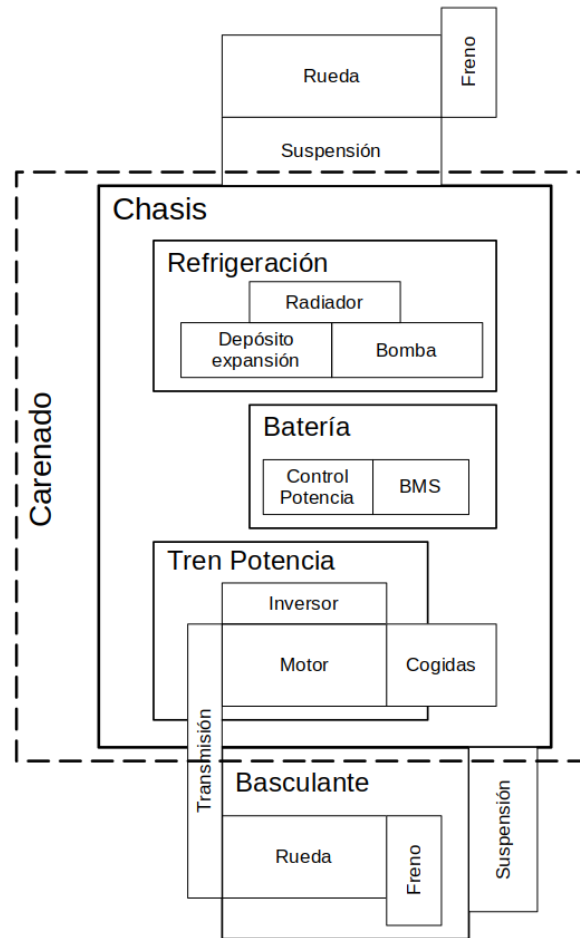 Rueda
Freno
Suspensión
Carenado
Chasis
Refrigeración
Radiador
Depósito
expansión
Bomba
Batería
Control
Potencia
BMS
Tren Potencia
Inversor
Motor
Cogidas
Transmisión
Basculante
Rueda
Freno
Suspensión